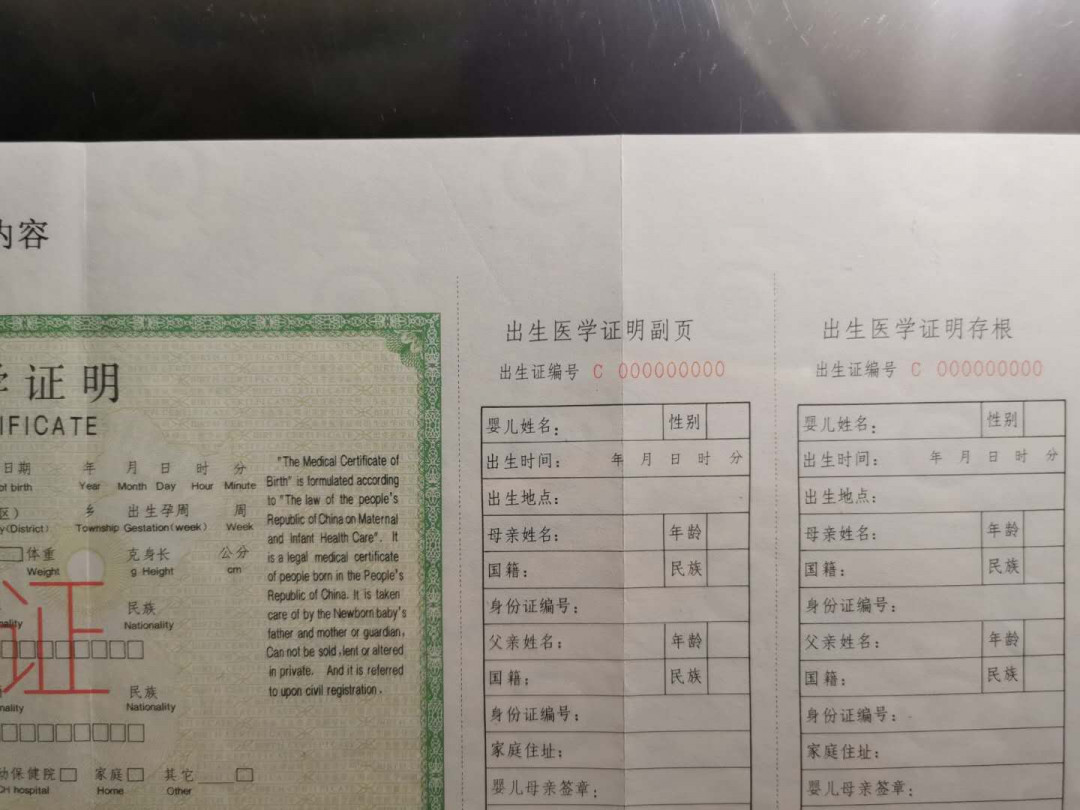 内容
学证明
IFICATE
日期 年 月 日 时 分
of birth Year Month Day Hour Minute
区） 乡 出生孕周 周
y(District) Township Gestation(week) Week
体重 克身长 公分
Weight g Height cm
证
民族
nality Nationality
民族
nality Nationality
保健院 家庭 其它
CH hospital Home Other
"The Medical Certificate of
Birth" is formulated according
to "The law of the people's
Republic of China on Maternal
and Infant Health Care". It
is a legal medical certificate
of people born in the People's
Republic of China. It is taken
care of by the Newborn baby's
father and mother or guardian,
Can not be sold ,lent or altered
in private. And it is referred
to upon civil registration.
出生医学证明副页
出生证编号 C 000000000
婴儿姓名： 性别
出生时间： 年 月 日 时 分
出生地点：
母亲姓名： 年龄
国籍： 民族
身份证编号：
父亲姓名： 年龄
国籍： 民族
身份证编号：
家庭住址：
婴儿母亲签章：
出生医学证明存根
出生证编号 C 000000000
婴儿姓名： 性别
出生时间： 年 月 日 时 分
出生地点：
母亲姓名： 年龄
国籍： 民族
身份证编号：
父亲姓名： 年龄
国籍： 民族
身份证编号：
家庭住址：
婴儿母亲签章：